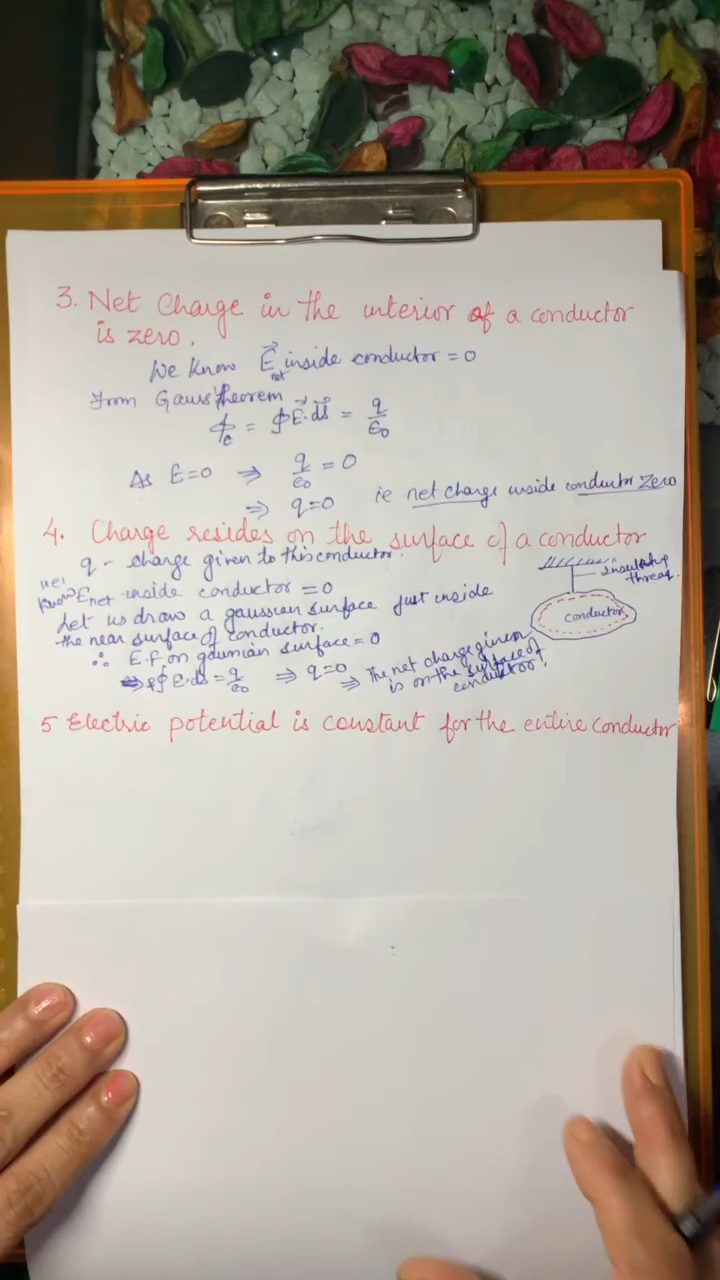 3. Net Charge in the interior of a conductor
is zero.
We know E⃗net inside conductor = 0
From Gauss theorem
ϕe = ∮E⃗.ds⃗ = q/ε0
As E=0 ⇒ q/ε0 = 0
⇒ q=0 ie net charge inside conductor zero
4. Charge resides on the surface of a conductor
q - charge given to this conductor.
we know Enet inside conductor = 0
Let us draw a gaussian surface just inside
the near surface of conductor.
∴ E.F. on gaussian surface = 0
⇒ ∮E.ds = q/ε0 ⇒ q=0 ⇒ The net charge given
is on the surface of
conductor!
insulating
thread.
conductor
5 Electric potential is constant for the entire conductor